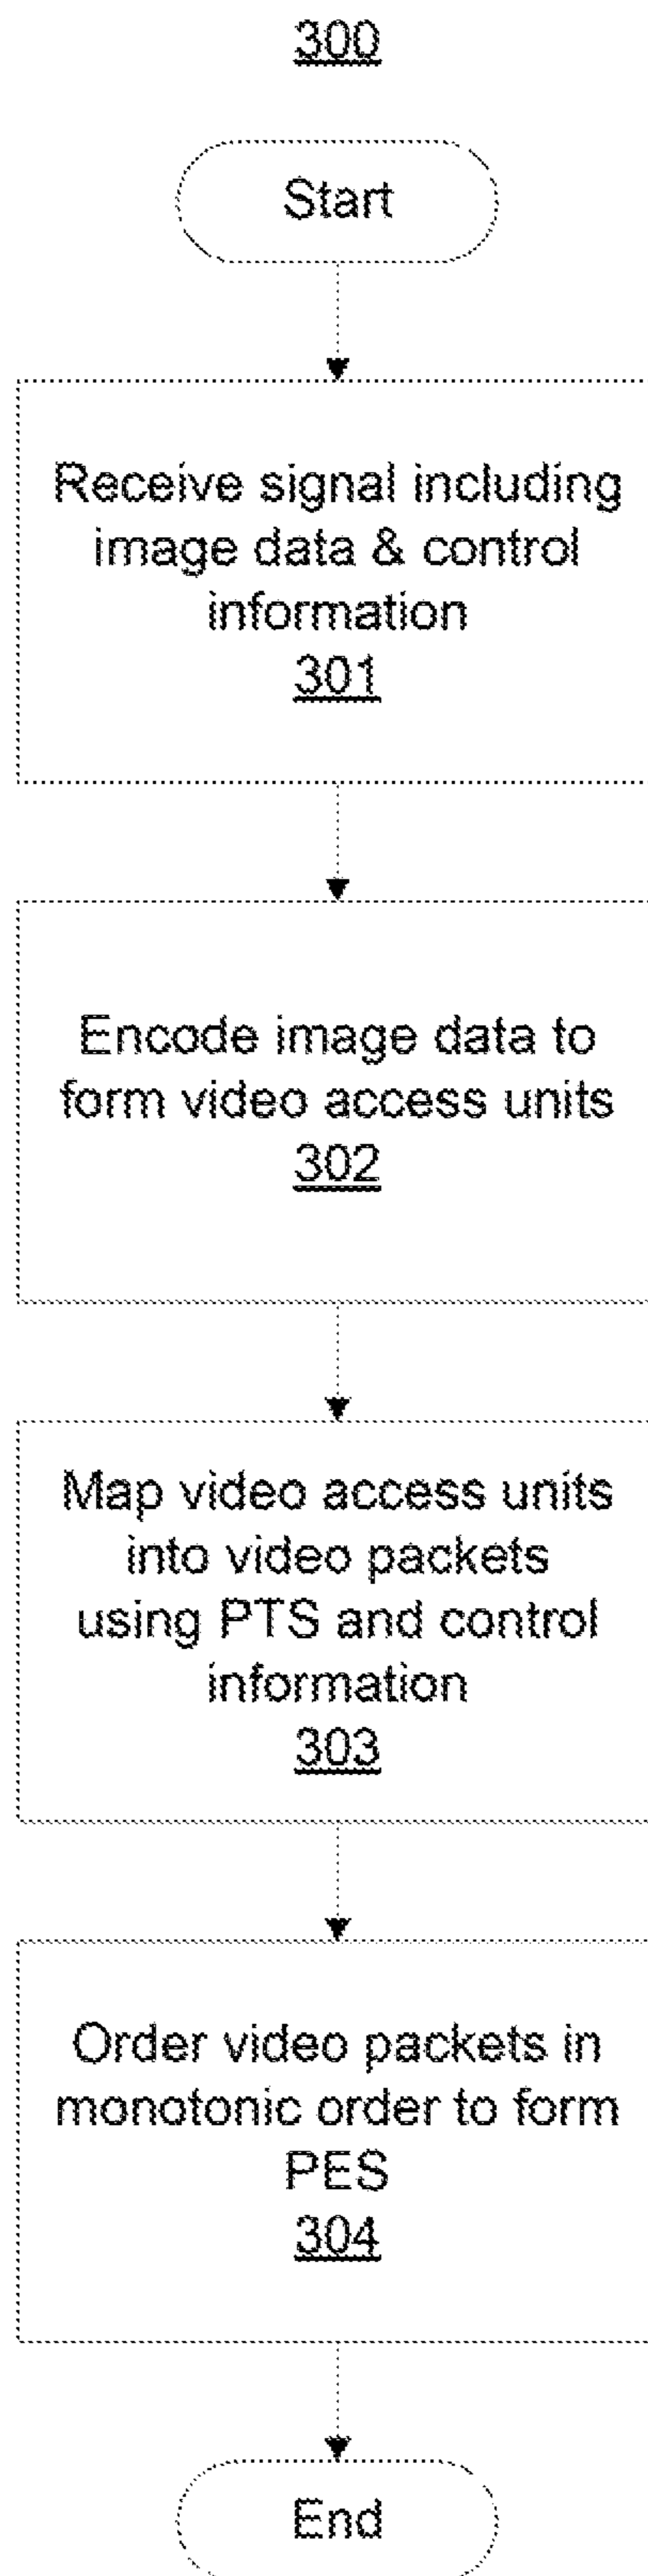 300
Start
Receive signal including
image data & control
information
301
Encode image data to
form video access units
302
Map video access units
into video packets
using PTS and control
information
303
Order video packets in
monotonic order to form
PES
304
End